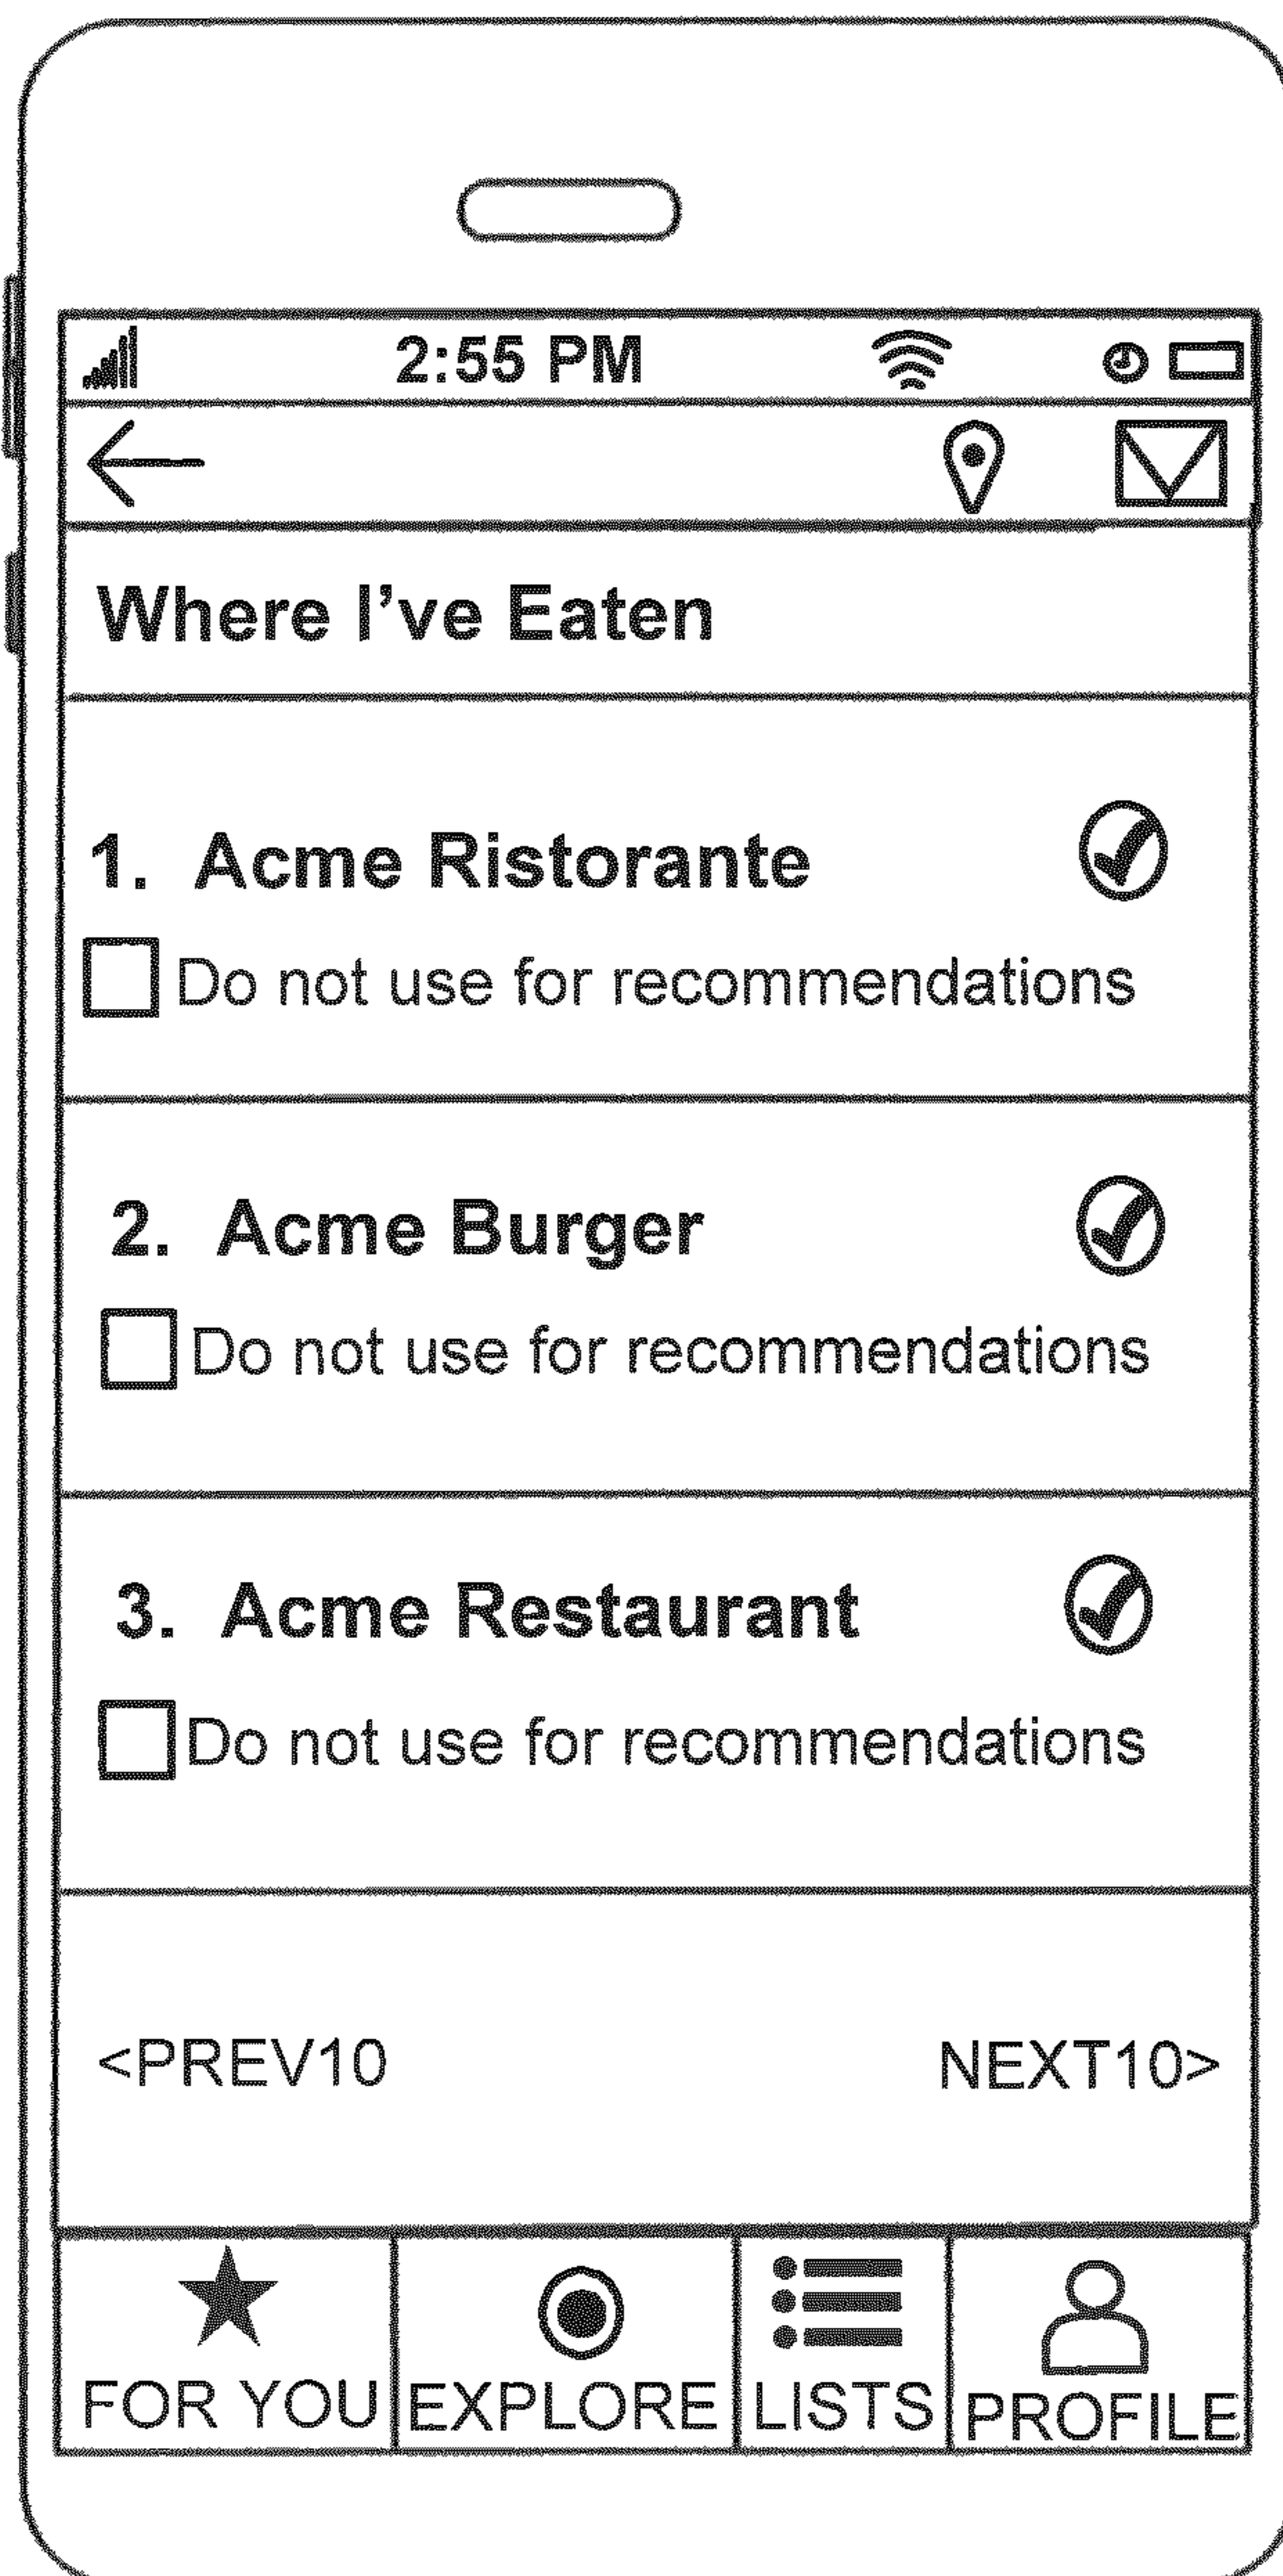 2:55 PM
Where I've Eaten
1. Acme Ristorante
Do not use for recommendations
2. Acme Burger
Do not use for recommendations
3. Acme Restaurant
Do not use for recommendations
<PREV10 NEXT10>
FOR YOU EXPLORE LISTS PROFILE